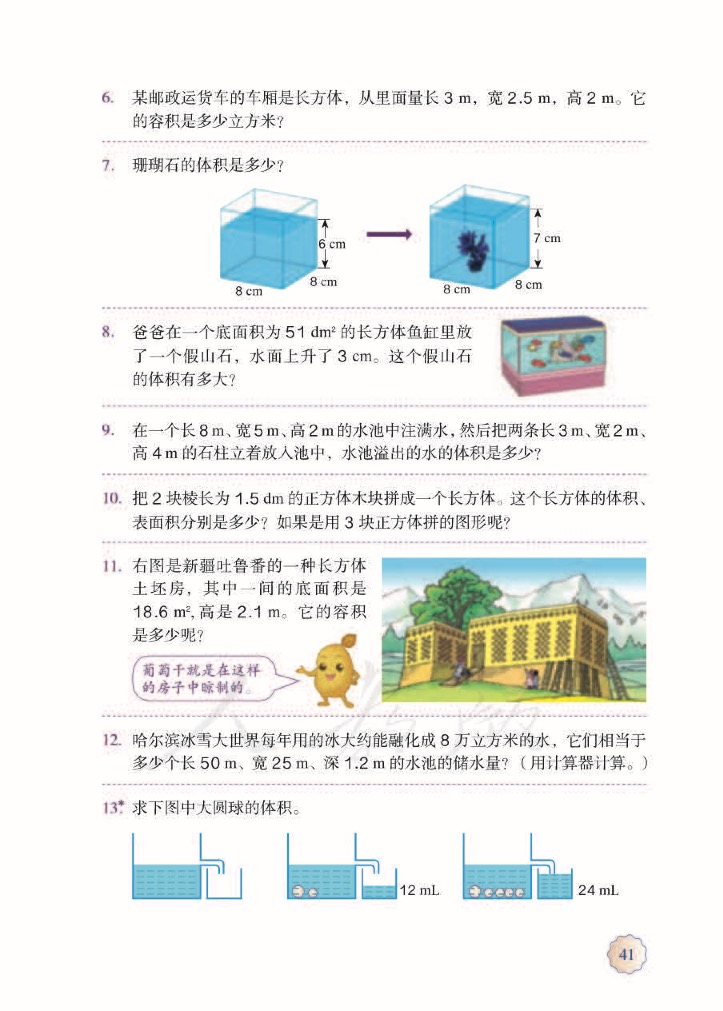 6. 某邮政运货车的车厢是长方体，从里面量长 3 m，宽 2.5 m，高 2 m。它
的容积是多少立方米？
7. 珊瑚石的体积是多少？
6 cm
8 cm
8 cm
7 cm
8 cm
8 cm
8. 爸爸在一个底面积为 51 dm² 的长方体鱼缸里放
了一个假山石，水面上升了 3 cm。这个假山石
的体积有多大？
9. 在一个长 8 m、宽 5 m、高 2 m 的水池中注满水，然后把两条长 3 m、宽 2 m、
高 4 m 的石柱立着放入池中，水池溢出的水的体积是多少？
10. 把 2 块棱长为 1.5 dm 的正方体木块拼成一个长方体。这个长方体的体积、
表面积分别是多少？如果是用 3 块正方体拼的图形呢？
11. 右图是新疆吐鲁番的一种长方体
土坯房，其中一间的底面积是
18.6 m²，高是 2.1 m。它的容积
是多少呢？
葡萄干就是在这样
的房子中晾制的。
12. 哈尔滨冰雪大世界每年用的冰大约能融化成 8 万立方米的水，它们相当于
多少个长 50 m、宽 25 m、深 1.2 m 的水池的储水量？（用计算器计算。）
13*. 求下图中大圆球的体积。
12 mL
24 mL
41